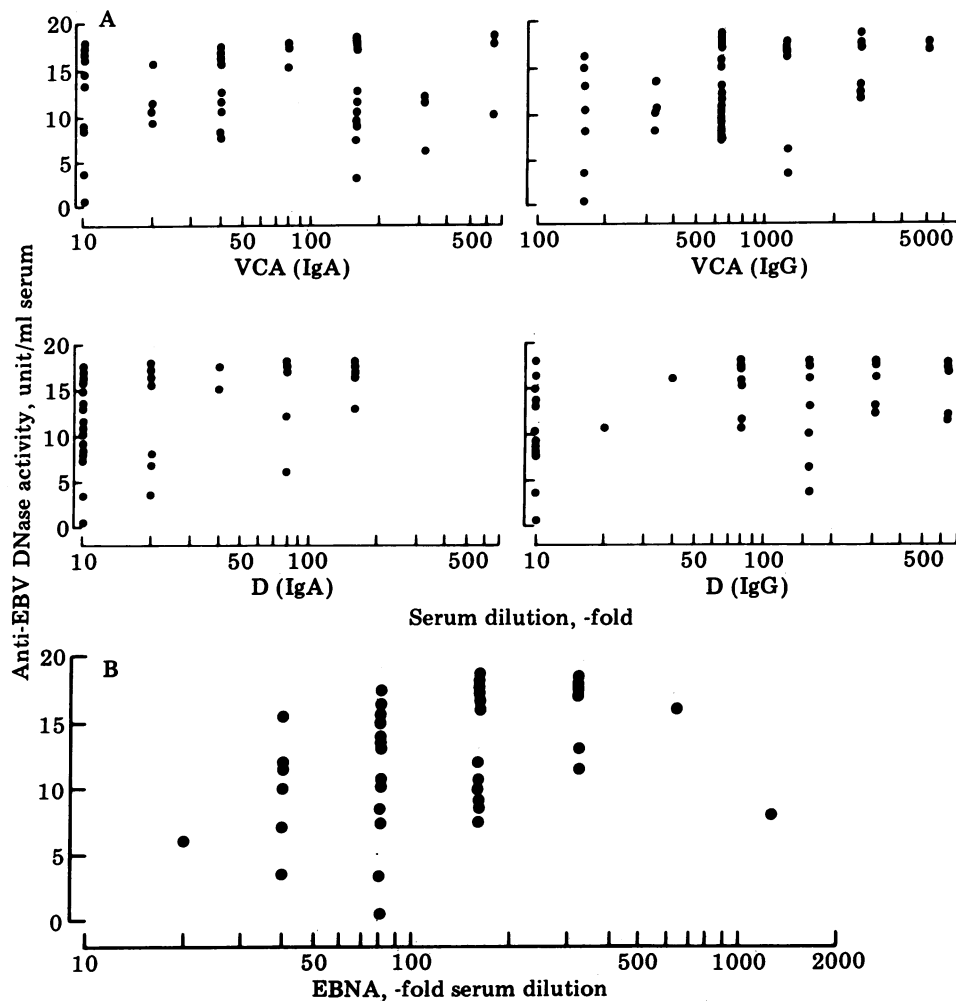 A
20
15
10
5
0
10 50 100 500
VCA (IgA)
100 500 1000 5000
VCA (IgG)
Anti-EBV DNase activity, unit/ml serum
20
15
10
5
0
10 50 100 500
D (IgA)
10 50 100 500
D (IgG)
Serum dilution, -fold
B
20
15
10
5
0
10 50 100 500 1000 2000
EBNA, -fold serum dilution